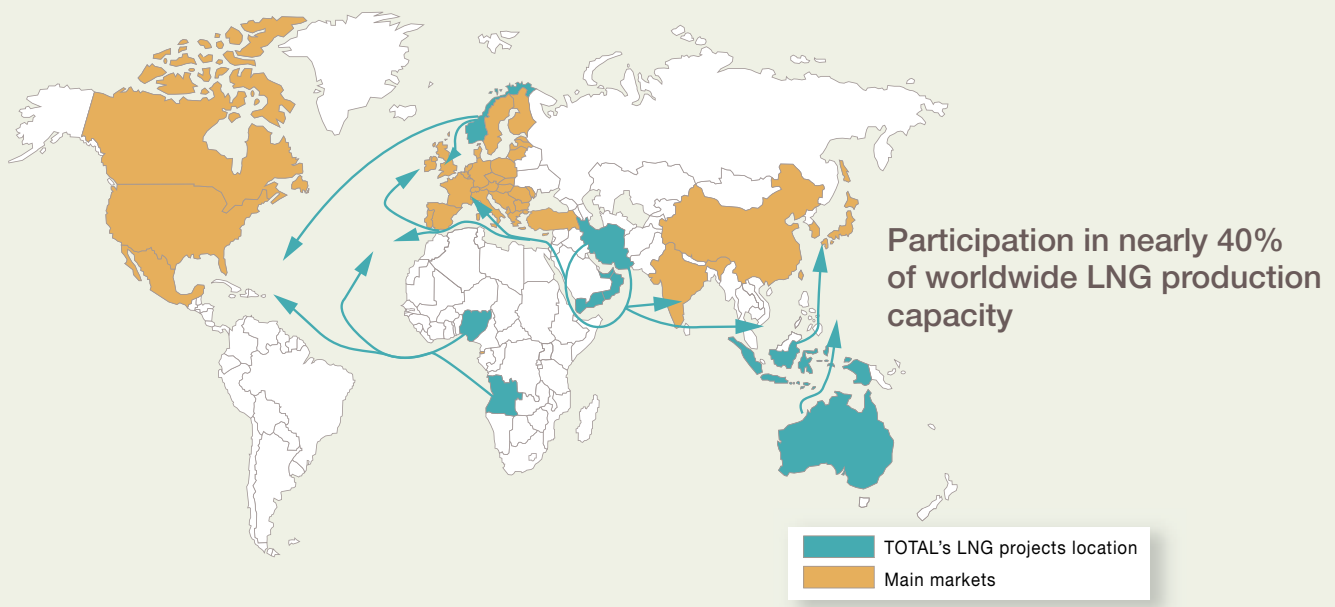 Participation in nearly 40%
of worldwide LNG production
capacity
TOTAL's LNG projects location
Main markets